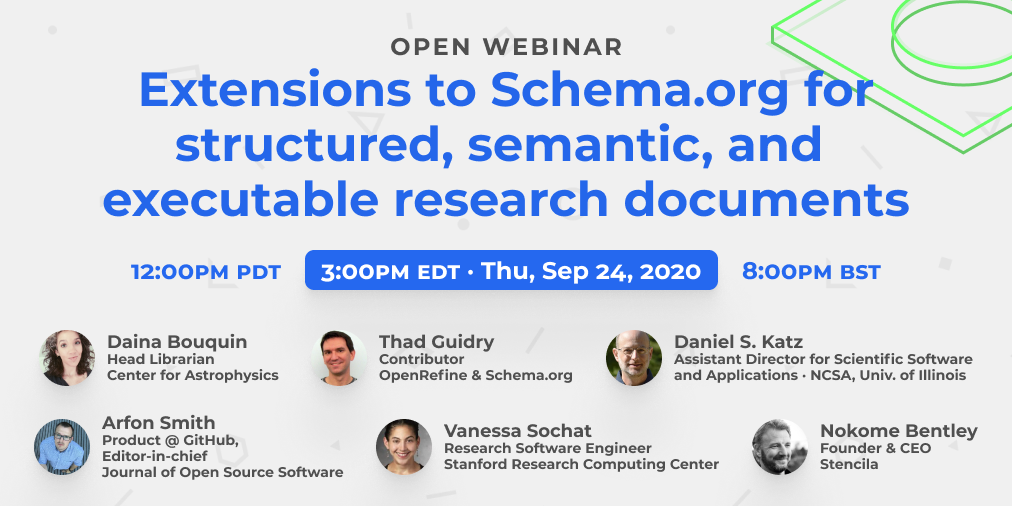 OPEN WEBINAR
Extensions to Schema.org for
structured, semantic, and
executable research documents
12:00PM PDT
3:00PM EDT · Thu, Sep 24, 2020
8:00PM BST
Daina Bouquin
Head Librarian
Center for Astrophysics
Thad Guidry
Contributor
OpenRefine & Schema.org
Daniel S. Katz
Assistant Director for Scientific Software
and Applications · NCSA, Univ. of Illinois
Arfon Smith
Product @ GitHub,
Editor-in-chief
Journal of Open Source Software
Vanessa Sochat
Research Software Engineer
Stanford Research Computing Center
Nokome Bentley
Founder & CEO
Stencila